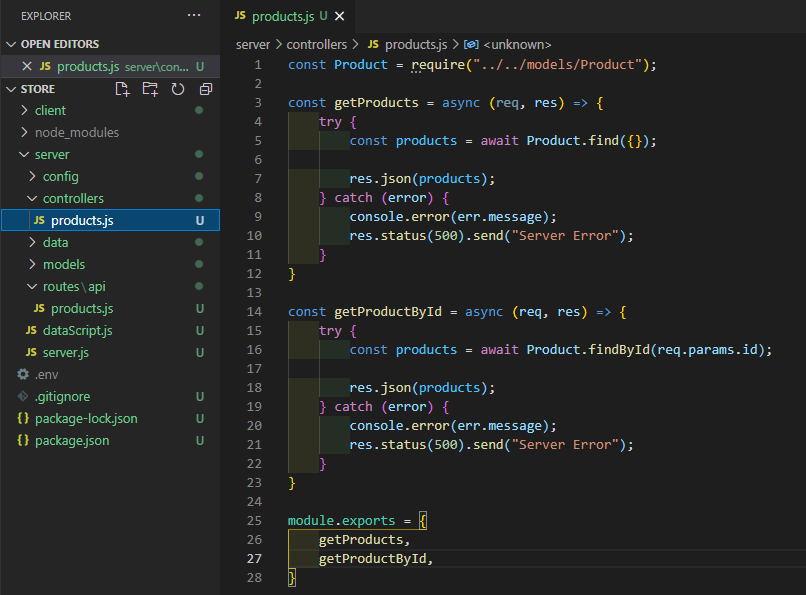 EXPLORER ...
OPEN EDITORS
JS products.js server\con... U
STORE
client
node_modules
server
config
controllers
JS products.js U
data
models
routes\api
JS products.js U
JS dataScript.js U
JS server.js U
.env
.gitignore U
{} package-lock.json U
{} package.json U
JS products.js U
server > controllers > JS products.js > <unknown>
1 const Product = require("../../models/Product");
2
3 const getProducts = async (req, res) => {
4     try {
5         const products = await Product.find({});
6
7         res.json(products);
8     } catch (error) {
9         console.error(err.message);
10         res.status(500).send("Server Error");
11     }
12 }
13
14 const getProductById = async (req, res) => {
15     try {
16         const products = await Product.findById(req.params.id);
17
18         res.json(products);
19     } catch (error) {
20         console.error(err.message);
21         res.status(500).send("Server Error");
22     }
23 }
24
25 module.exports = {
26     getProducts,
27     getProductById,
28 }